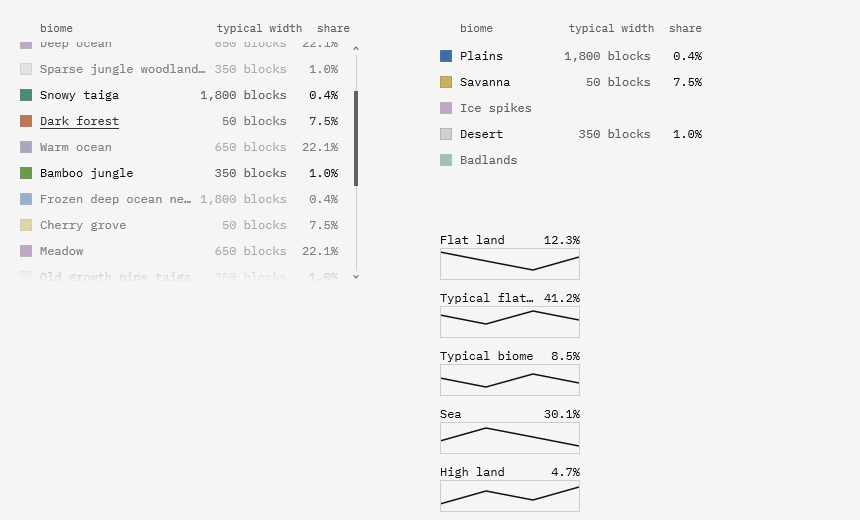 biome typical width share
Deep ocean 650 blocks 22.1%
Sparse jungle woodland… 350 blocks 1.0%
Snowy taiga 1,800 blocks 0.4%
Dark forest 50 blocks 7.5%
Warm ocean 650 blocks 22.1%
Bamboo jungle 350 blocks 1.0%
Frozen deep ocean ne… 1,800 blocks 0.4%
Cherry grove 50 blocks 7.5%
Meadow 650 blocks 22.1%
Old growth pine taiga 350 blocks 1.0%
biome typical width share
Plains 1,800 blocks 0.4%
Savanna 50 blocks 7.5%
Ice spikes
Desert 350 blocks 1.0%
Badlands
Flat land 12.3%
Typical flat… 41.2%
Typical biome 8.5%
Sea 30.1%
High land 4.7%